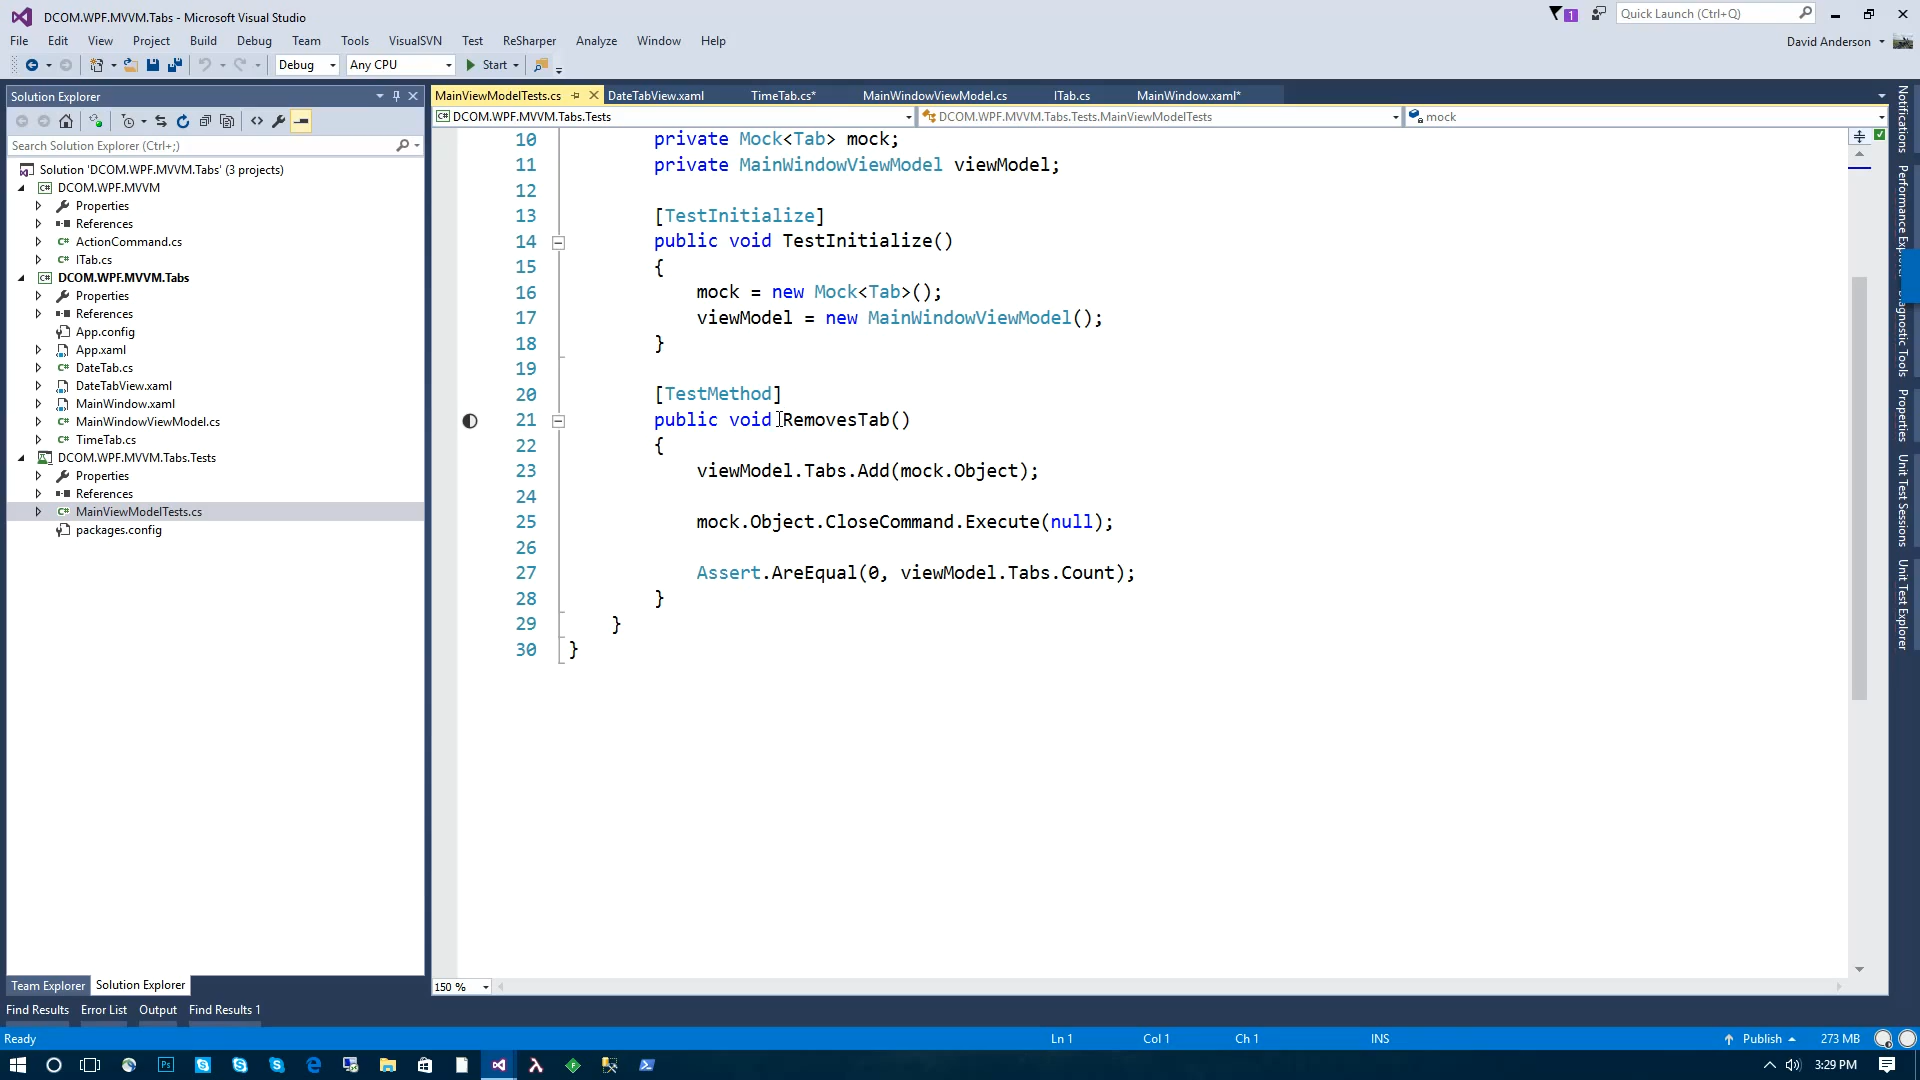 DCOM.WPF.MVVM.Tabs - Microsoft Visual Studio
1
Quick Launch (Ctrl+Q)
File Edit View Project Build Debug Team Tools VisualSVN Test ReSharper Analyze Window Help
David Anderson
Debug Any CPU Start
Solution Explorer
Search Solution Explorer (Ctrl+;)
Solution 'DCOM.WPF.MVVM.Tabs' (3 projects)
DCOM.WPF.MVVM
Properties
References
ActionCommand.cs
ITab.cs
DCOM.WPF.MVVM.Tabs
Properties
References
App.config
App.xaml
DateTab.cs
DateTabView.xaml
MainWindow.xaml
MainWindowViewModel.cs
TimeTab.cs
DCOM.WPF.MVVM.Tabs.Tests
Properties
References
MainViewModelTests.cs
packages.config
Team Explorer Solution Explorer
MainViewModelTests.cs DateTabView.xaml TimeTab.cs* MainWindowViewModel.cs ITab.cs MainWindow.xaml*
DCOM.WPF.MVVM.Tabs.Tests DCOM.WPF.MVVM.Tabs.Tests.MainViewModelTests mock
10 private Mock<Tab> mock;
11 private MainWindowViewModel viewModel;
12
13 [TestInitialize]
14 public void TestInitialize()
15 {
16 mock = new Mock<Tab>();
17 viewModel = new MainWindowViewModel();
18 }
19
20 [TestMethod]
21 public void RemovesTab()
22 {
23 viewModel.Tabs.Add(mock.Object);
24
25 mock.Object.CloseCommand.Execute(null);
26
27 Assert.AreEqual(0, viewModel.Tabs.Count);
28 }
29 }
30 }
150 %
Notifications
Performance Explorer
Diagnostic Tools
Properties
Unit Test Sessions
Unit Test Explorer
Find Results Error List Output Find Results 1
Ready Ln 1 Col 1 Ch 1 INS Publish 273 MB
Ps
3:29 PM